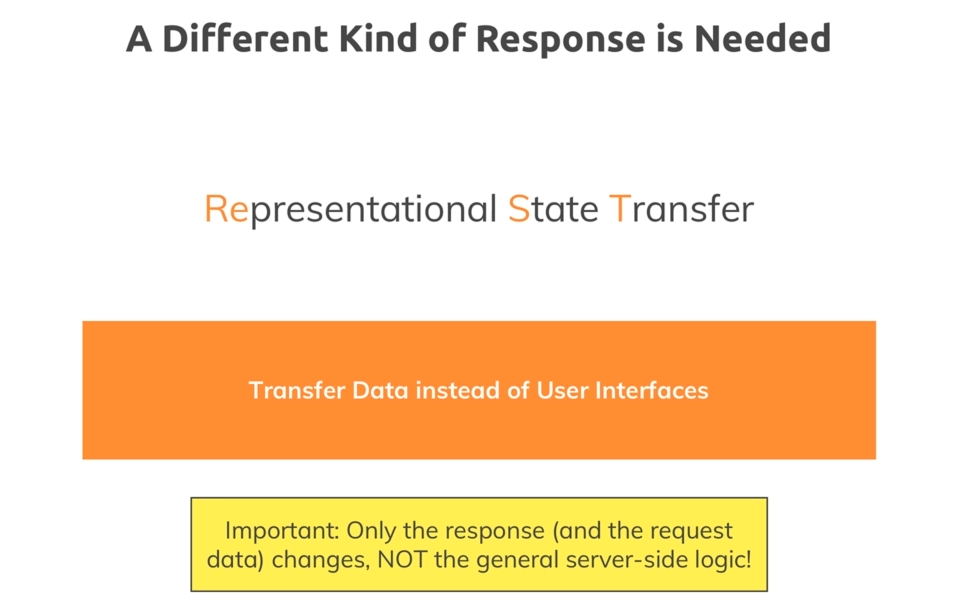 A Different Kind of Response is Needed
Representational State Transfer
Transfer Data instead of User Interfaces
Important: Only the response (and the request
data) changes, NOT the general server-side logic!